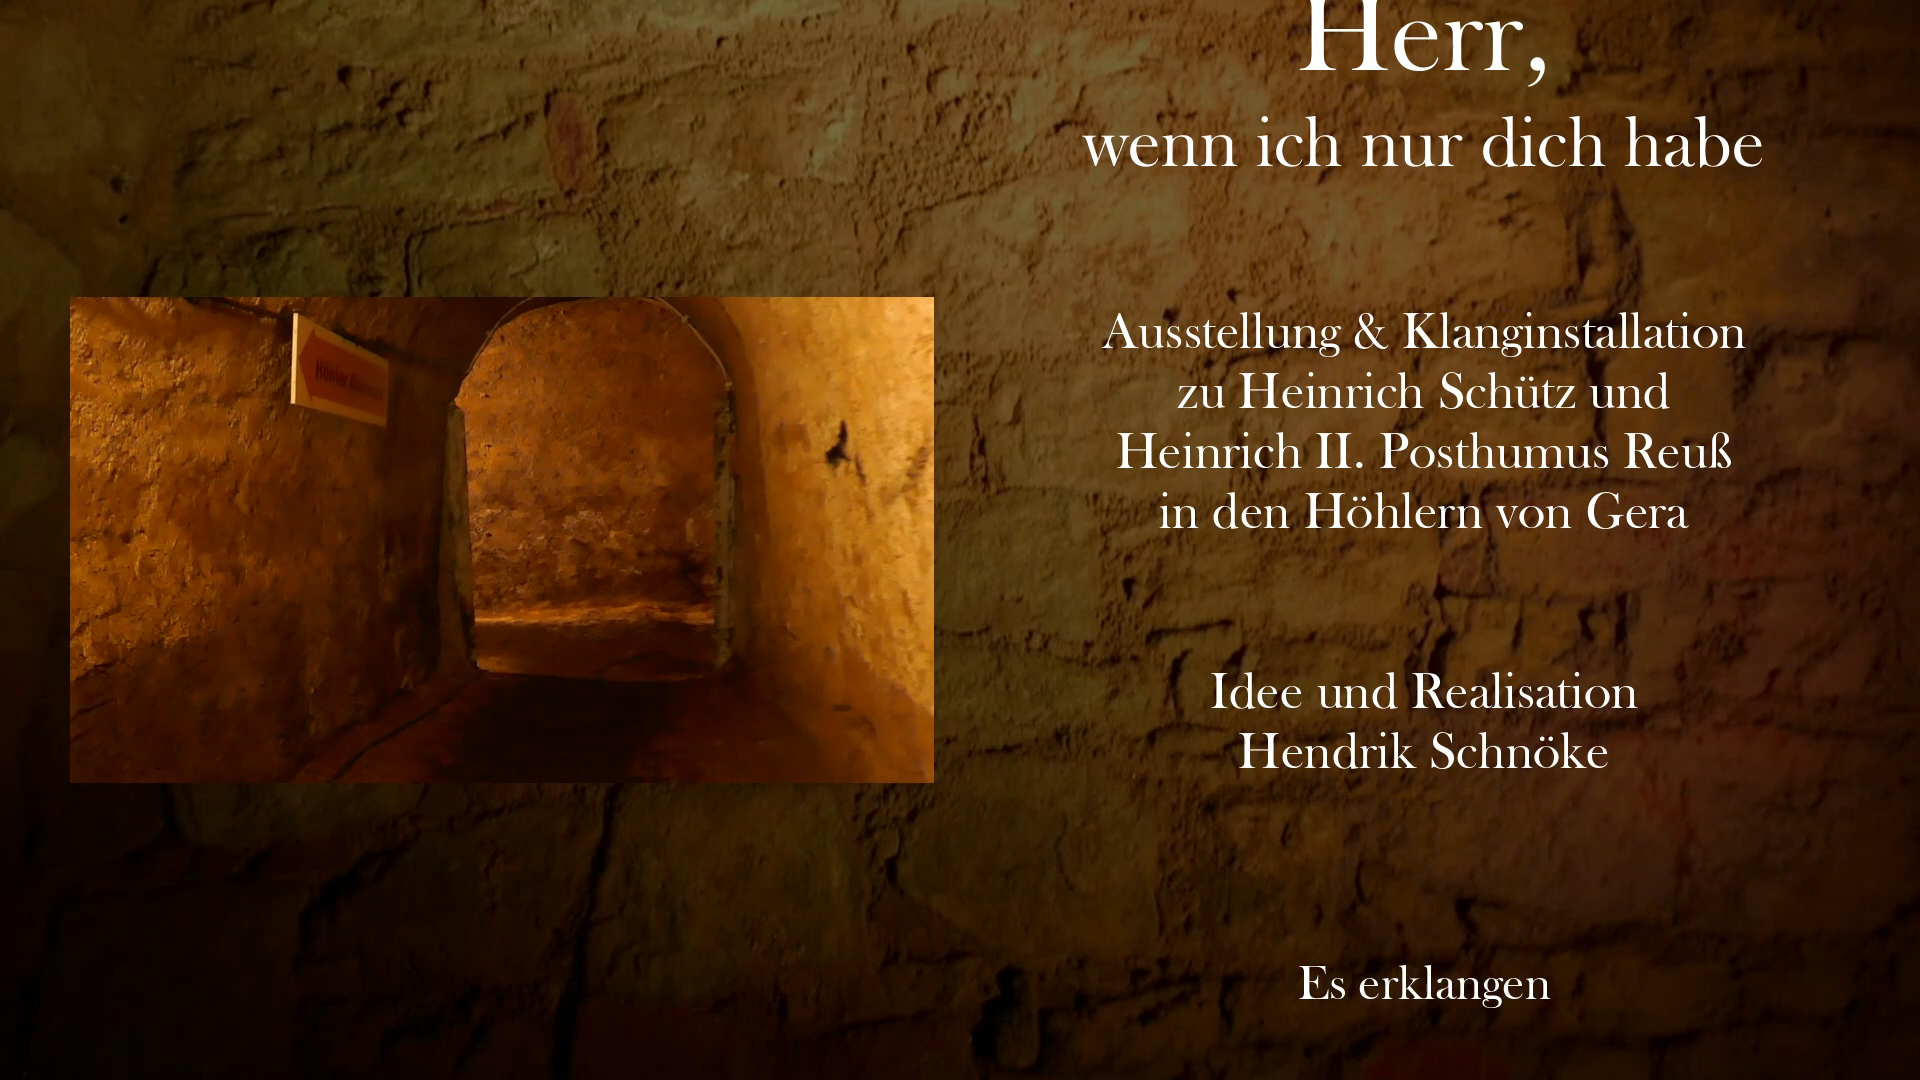 Herr,
wenn ich nur dich habe
Ausstellung & Klanginstallation
zu Heinrich Schütz und
Heinrich II. Posthumus Reuß
in den Höhlern von Gera
Idee und Realisation
Hendrik Schnöke
Es erklangen